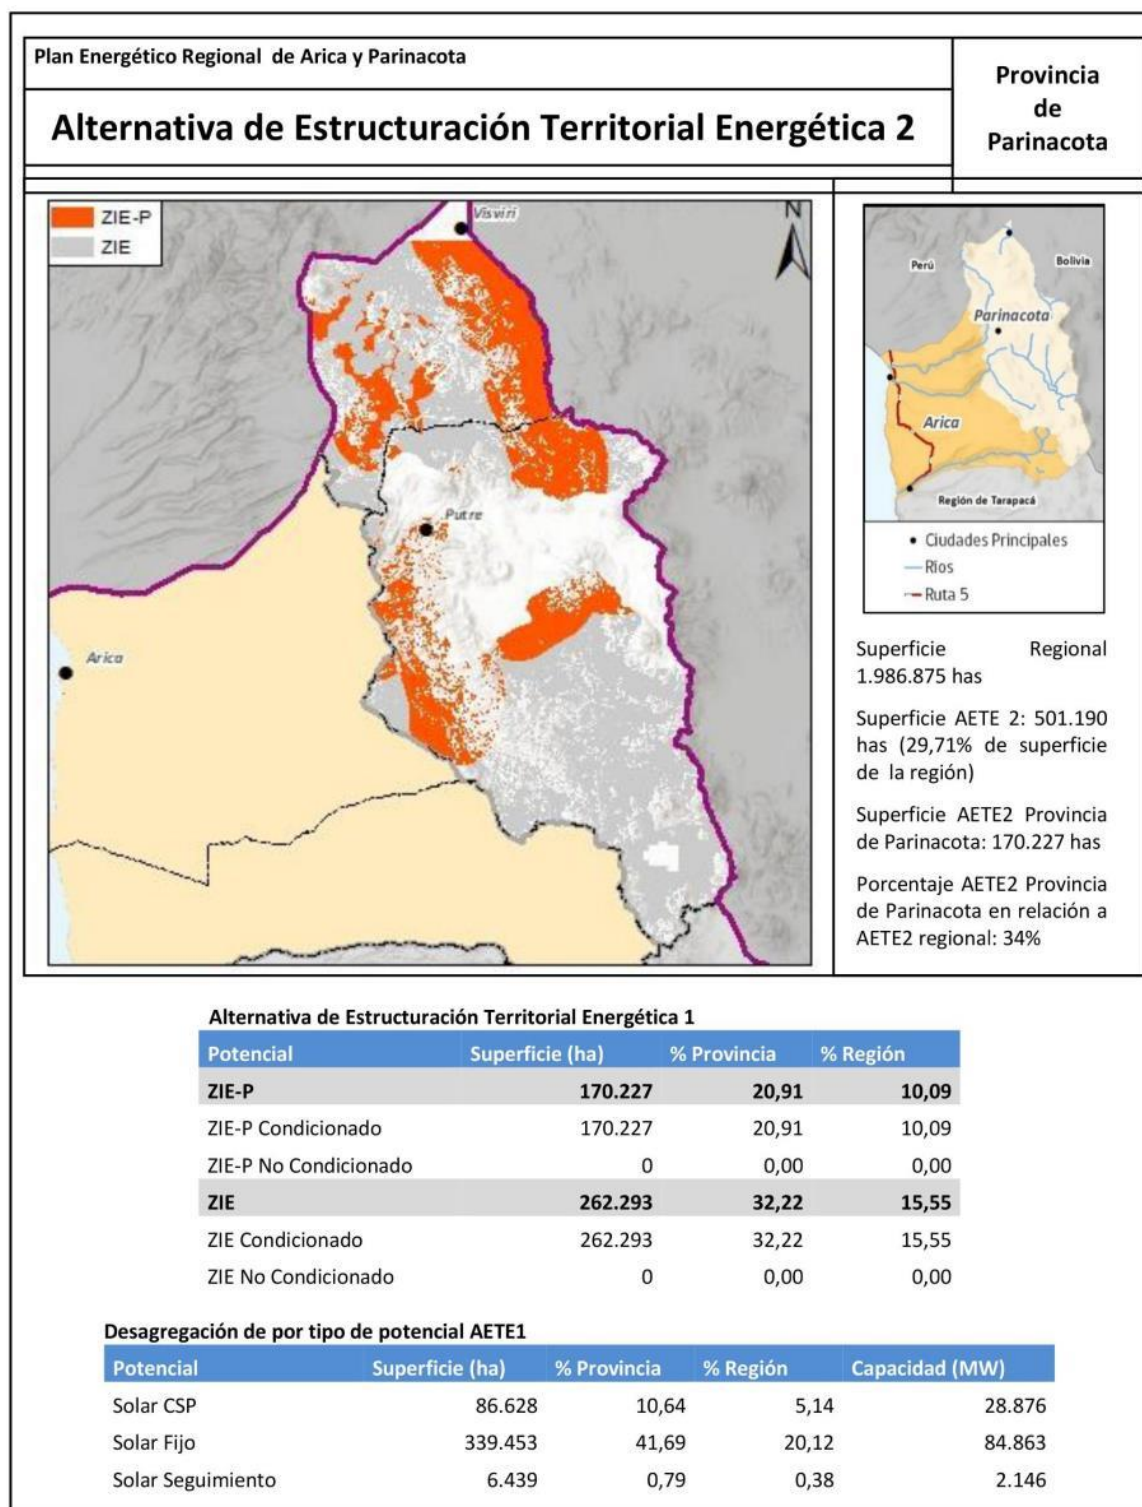 Plan Energético Regional de Arica y Parinacota
Alternativa de Estructuración Territorial Energética 2
Provincia
de
Parinacota
ZIE-P
ZIE
Visviri
N
Putre
Arica
Perú
Bolivia
Parinacota
Arica
Región de Tarapacá
Ciudades Principales
Ríos
Ruta 5
Superficie Regional
1.986.875 has
Superficie AETE 2: 501.190
has (29,71% de superficie
de la región)
Superficie AETE2 Provincia
de Parinacota: 170.227 has
Porcentaje AETE2 Provincia
de Parinacota en relación a
AETE2 regional: 34%
Alternativa de Estructuración Territorial Energética 1
Potencial Superficie (ha) % Provincia % Región
ZIE-P 170.227 20,91 10,09
ZIE-P Condicionado 170.227 20,91 10,09
ZIE-P No Condicionado 0 0,00 0,00
ZIE 262.293 32,22 15,55
ZIE Condicionado 262.293 32,22 15,55
ZIE No Condicionado 0 0,00 0,00
Desagregación de por tipo de potencial AETE1
Potencial Superficie (ha) % Provincia % Región Capacidad (MW)
Solar CSP 86.628 10,64 5,14 28.876
Solar Fijo 339.453 41,69 20,12 84.863
Solar Seguimiento 6.439 0,79 0,38 2.146